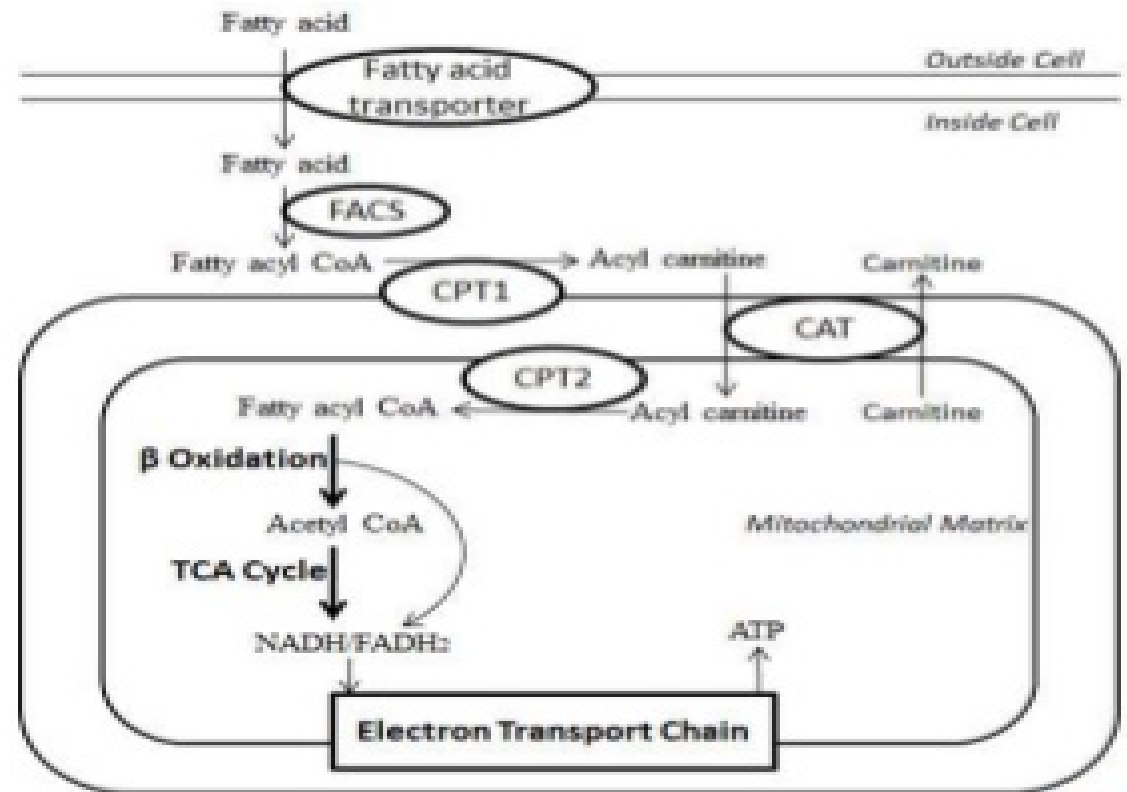 Fatty acid
Fatty acid
transporter
Outside Cell
Inside Cell
Fatty acid
FACS
Fatty acyl CoA
Acyl carnitine
Carnitine
CPT1
CAT
CPT2
Fatty acyl CoA
Acyl carnitine
Carnitine
β Oxidation
Acetyl CoA
Mitochondrial Matrix
TCA Cycle
NADH/FADH2
ATP
Electron Transport Chain